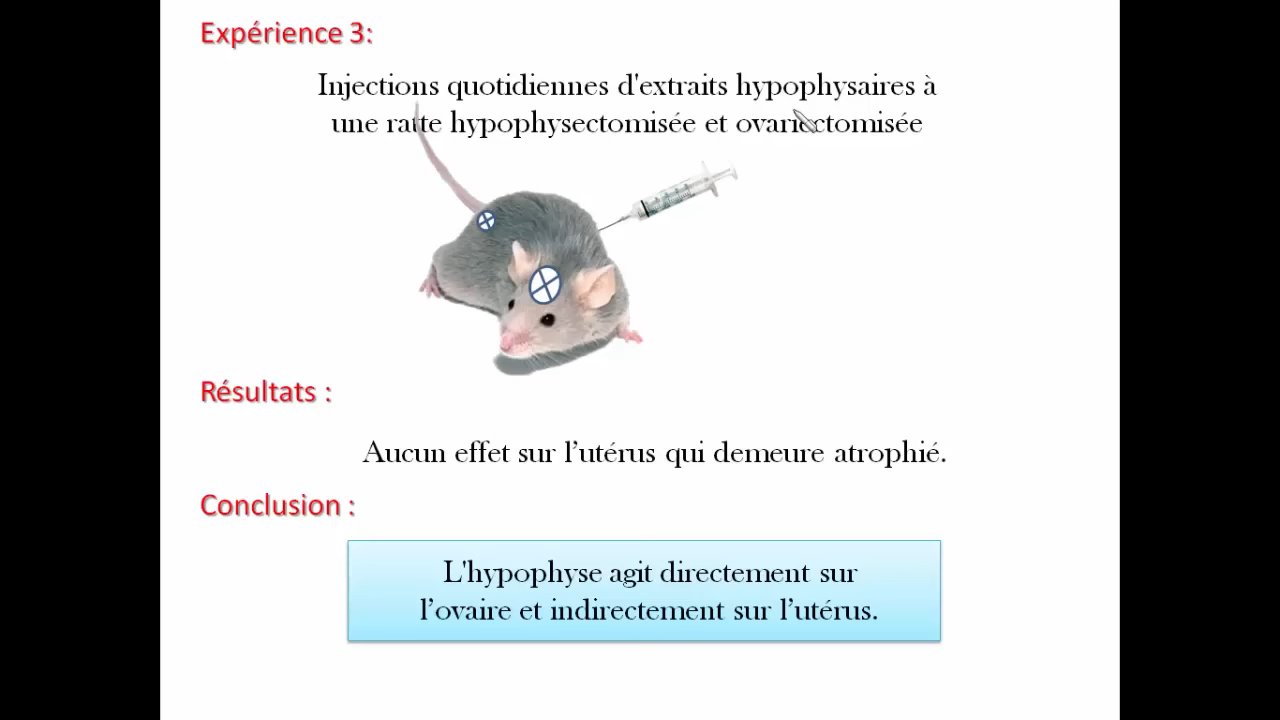 Expérience 3:
Injections quotidiennes d'extraits hypophysaires à
une ratte hypophysectomisée et ovariectomisée
Résultats :
Aucun effet sur l’utérus qui demeure atrophié.
Conclusion :
L'hypophyse agit directement sur
l’ovaire et indirectement sur l’utérus.